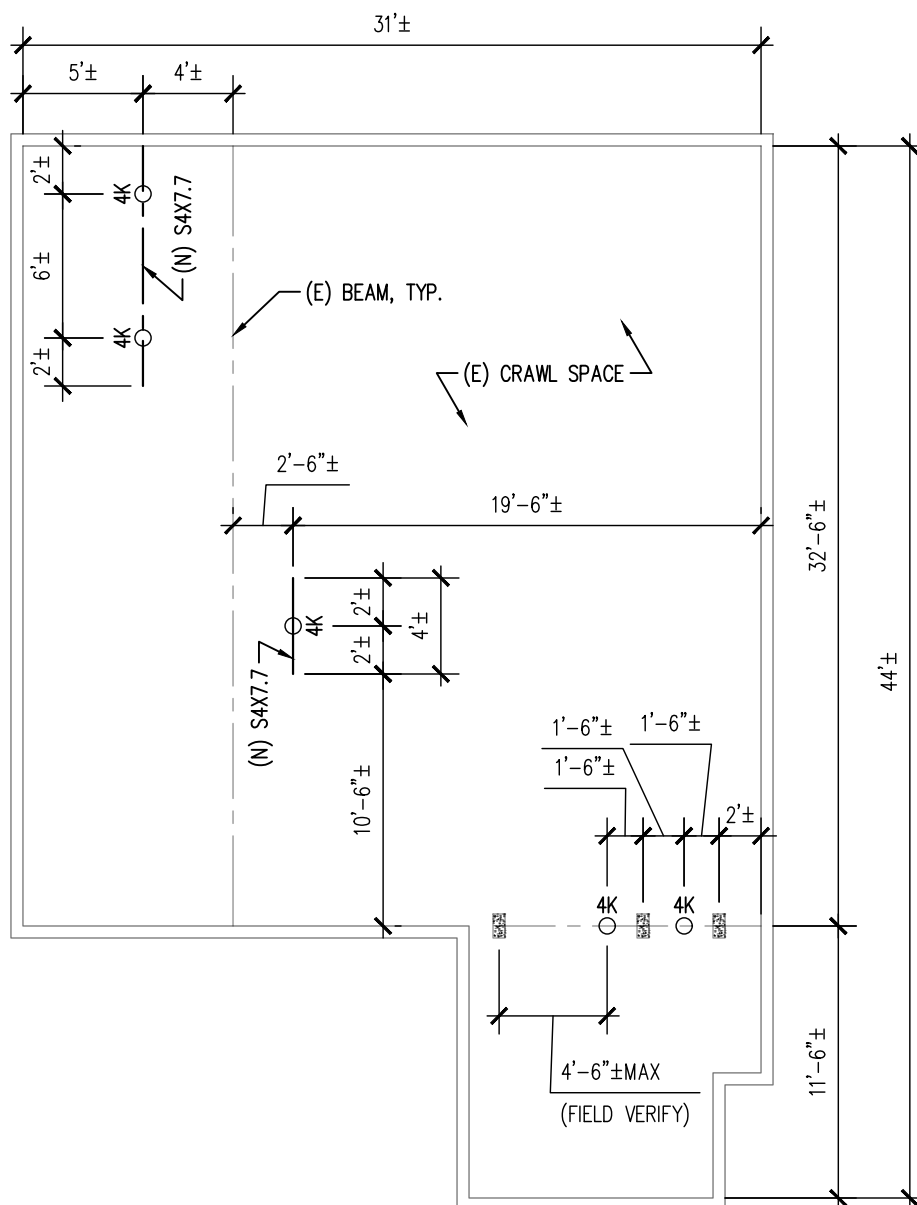 31'±
5'±
4'±
2'±
4K
(N) S4X7.7
6'±
(E) BEAM, TYP.
4K
2'±
(E) CRAWL SPACE
2'-6"±
19'-6"±
32'-6"±
2'±
4K
4'±
2'±
44'±
(N) S4X7.7
1'-6"±
1'-6"±
1'-6"±
10'-6"±
2'±
4K
4K
4'-6"±MAX
(FIELD VERIFY)
11'-6"±